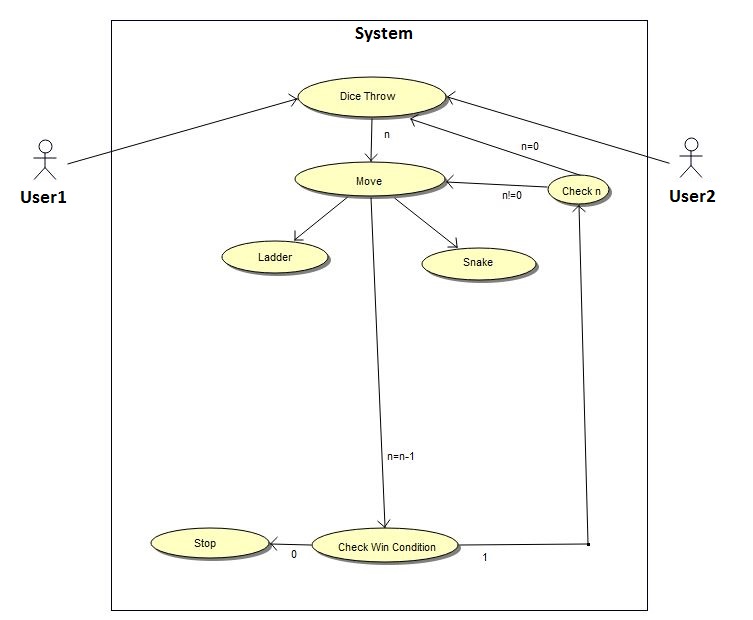 System
Dice Throw
n
n=0
Move
Check n
n!=0
User1
User2
Ladder
Snake
n=n-1
Stop
Check Win Condition
0
1